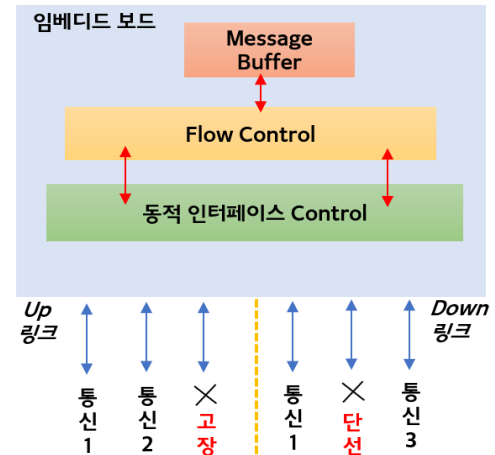 임베디드 보드
Message
Buffer
Flow Control
동적 인터페이스 Control
Up
링크
Down
링크
통신1
통신2
고장
통신1
단선
통신3